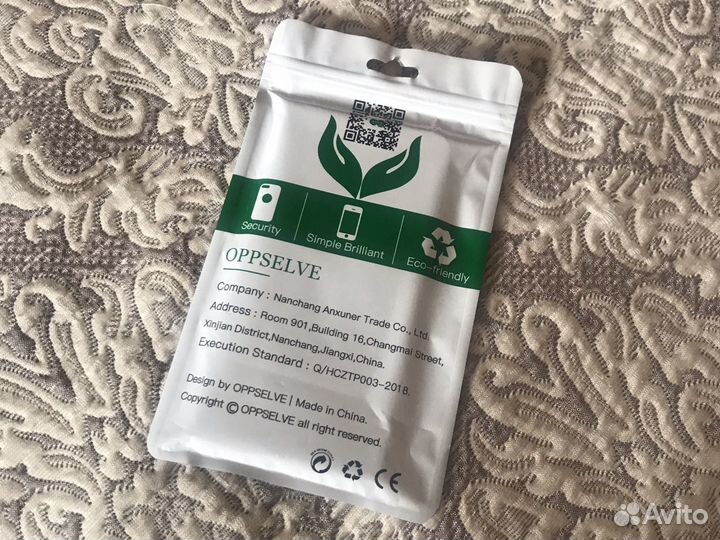 Security
Simple Brilliant
Eco-friendly
OPPSELVE
Company : Nanchang Anxuner Trade Co., Ltd.
Address : Room 901,Building 16,Changmai Street,
Xinjian District,Nanchang,Jiangxi,China.
Execution Standard : Q/HCZTP003-2018.
Design by OPPSELVE | Made in China.
Copyright © OPPSELVE all right reserved.
CE
Avito